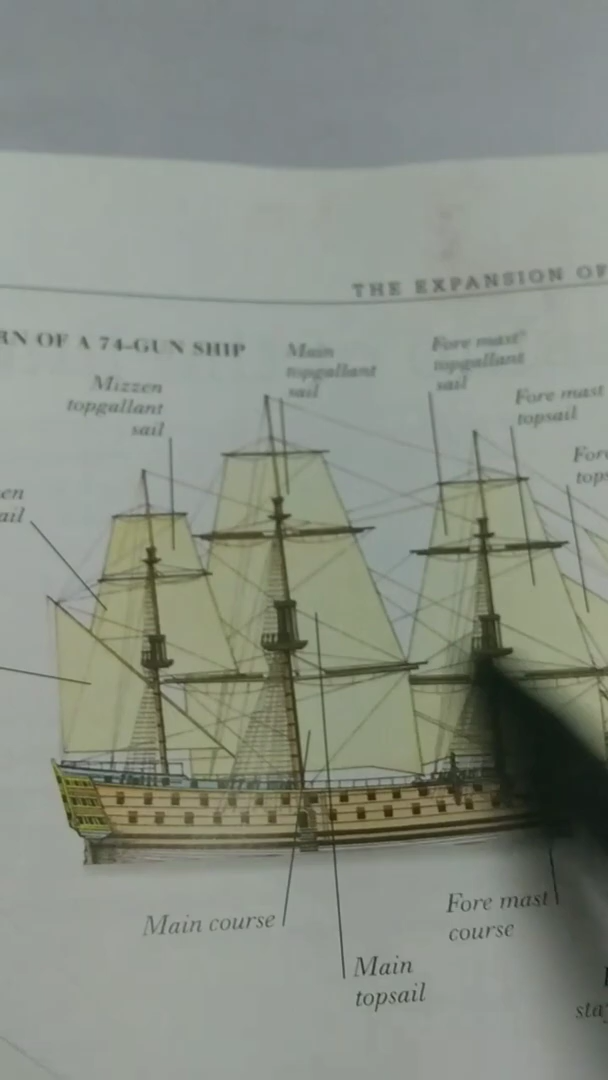 THE EXPANSION OF
RN OF A 74-GUN SHIP
Main
topgallant
sail
Fore mast
topgallant
sail
Mizzen
topgallant
sail
Fore mast
topsail
Main course
Fore mast
course
Main
topsail